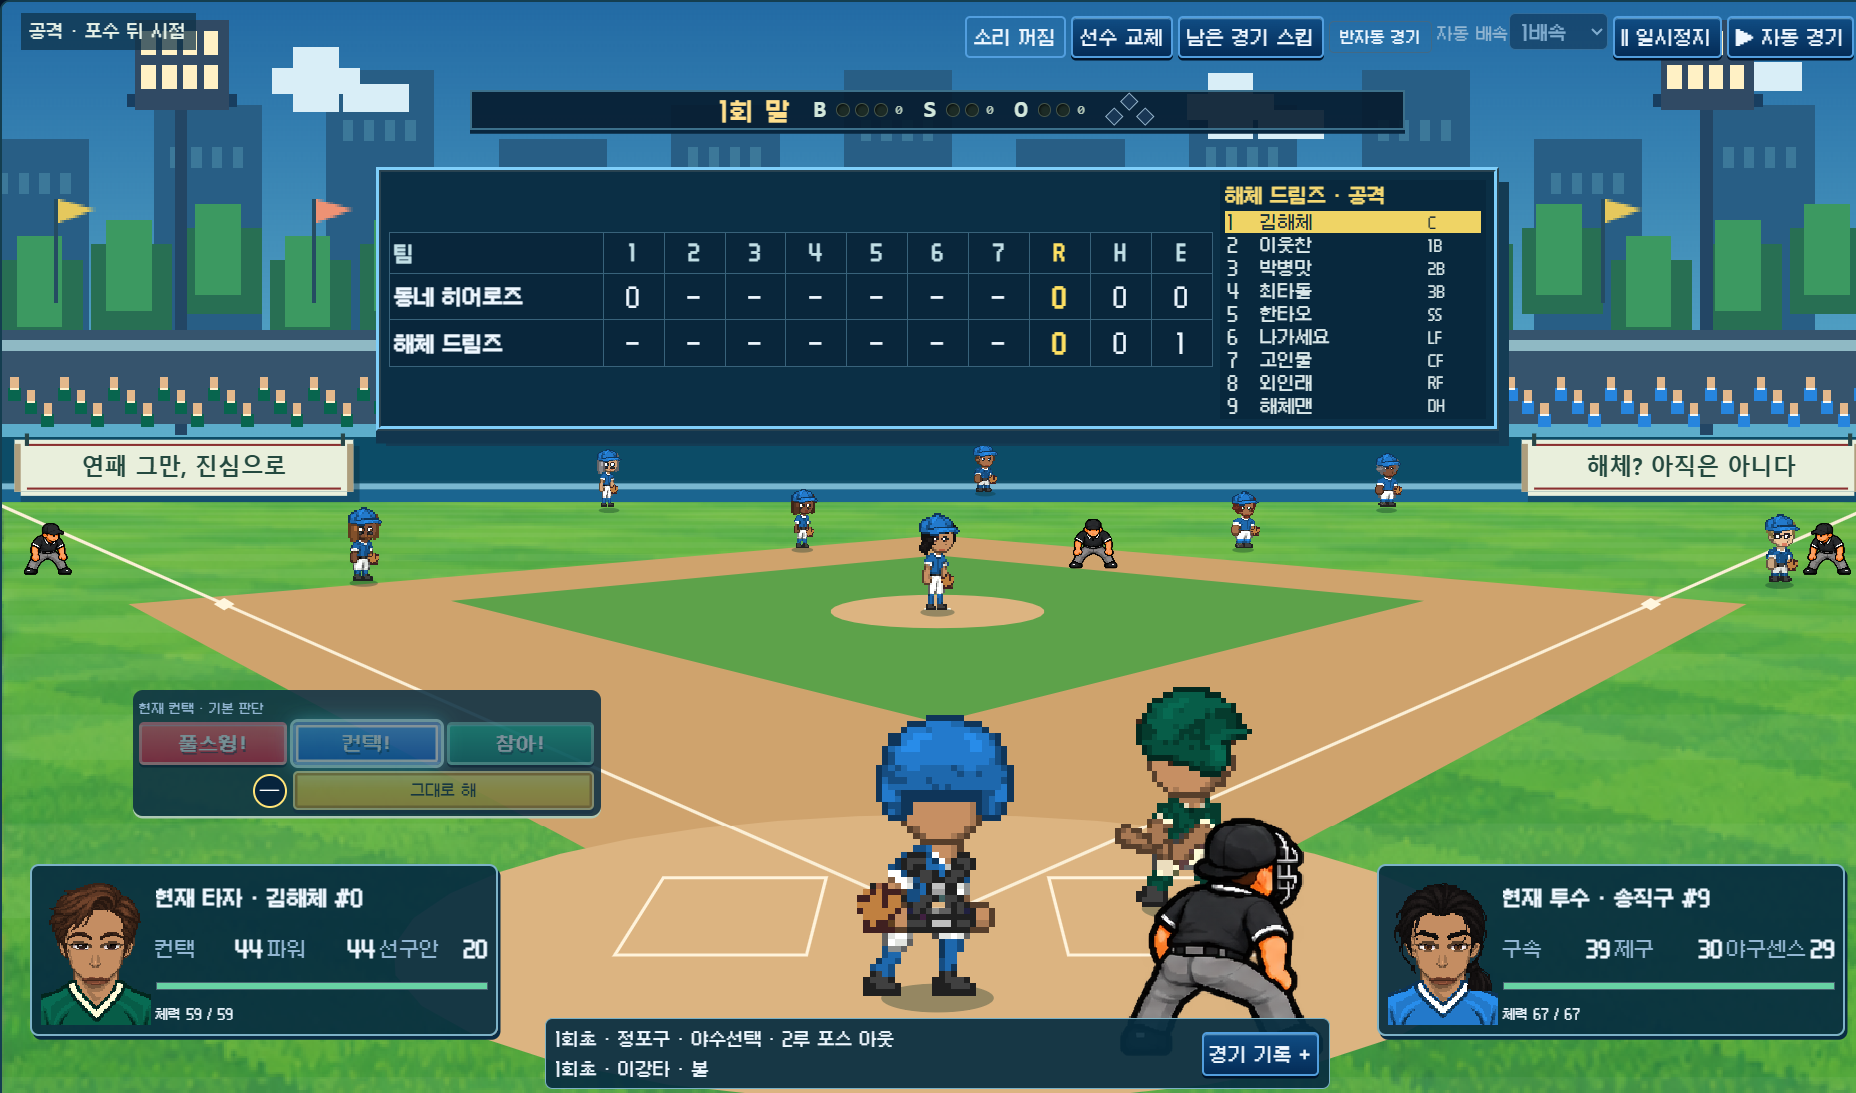 공격 · 포수 뒤 시점
소리 꺼짐
선수 교체
남은 경기 스킵
반자동 경기
자동 배속
1배속
Ⅱ 일시정지
▶ 자동 경기
1회 말 B 0 S 0 O 0
팀 1 2 3 4 5 6 7 R H E
동네 히어로즈 0 - - - - - - 0 0 0
해체 드림즈 - - - - - - - 0 0 1
해체 드림즈 · 공격
1 김해체 C
2 이웃찬 1B
3 박병맛 2B
4 최타돌 3B
5 한타오 SS
6 나가세요 LF
7 고인물 CF
8 외인래 RF
9 해체맨 DH
연패 그만, 진심으로
해체? 아직은 아니다
현재 컨택 · 기본 판단
풀스윙!
컨택!
참아!
그대로 해
현재 타자 · 김해체 #0
컨택 44 파워 44 선구안 20
체력 59 / 59
현재 투수 · 송직구 #9
구속 39 제구 30 야구센스 29
체력 67 / 67
1회초 · 정포구 · 야수선택 · 2루 포스 아웃
1회초 · 이강타 · 볼
경기 기록 +